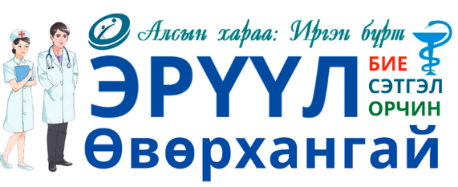 Алсын хараа: Иргэн бүрт
ЭРҮҮЛ
БИЕ
СЭТГЭЛ
ОРЧИН
Өвөрхангай